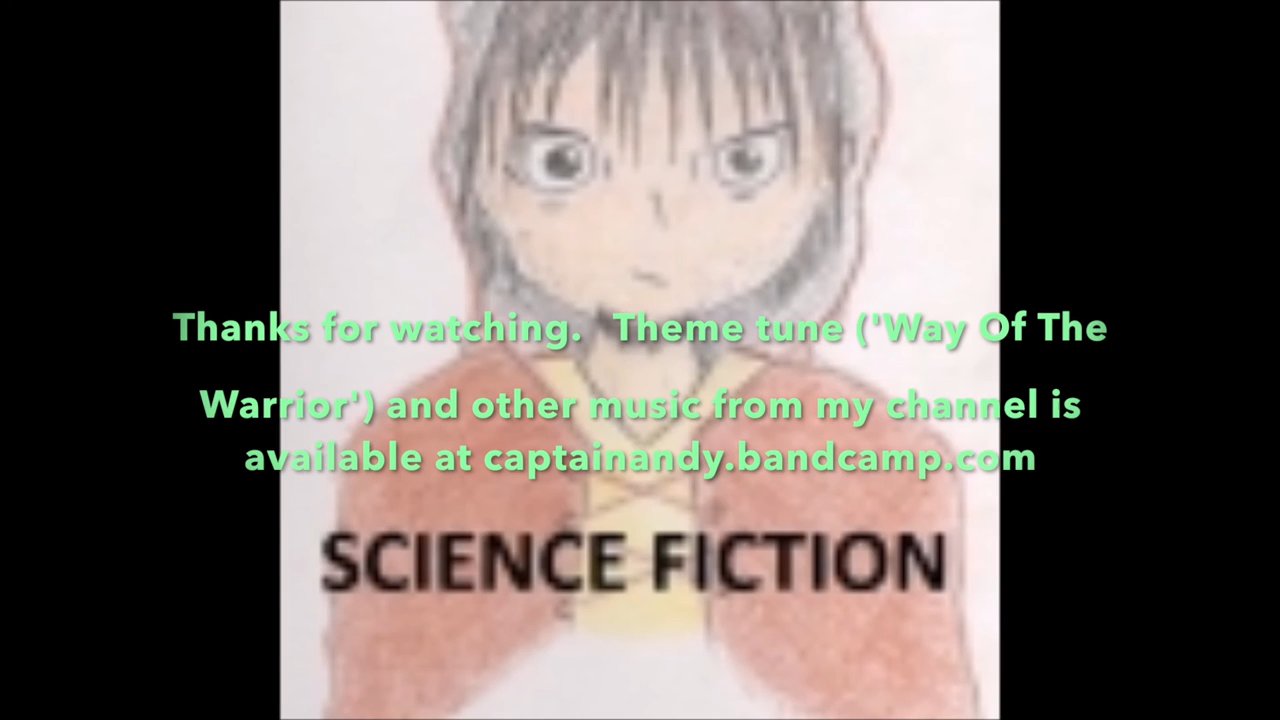 Thanks for watching.   Theme tune ('Way Of The
Warrior') and other music from my channel is
available at captainandy.bandcamp.com
SCIENCE FICTION